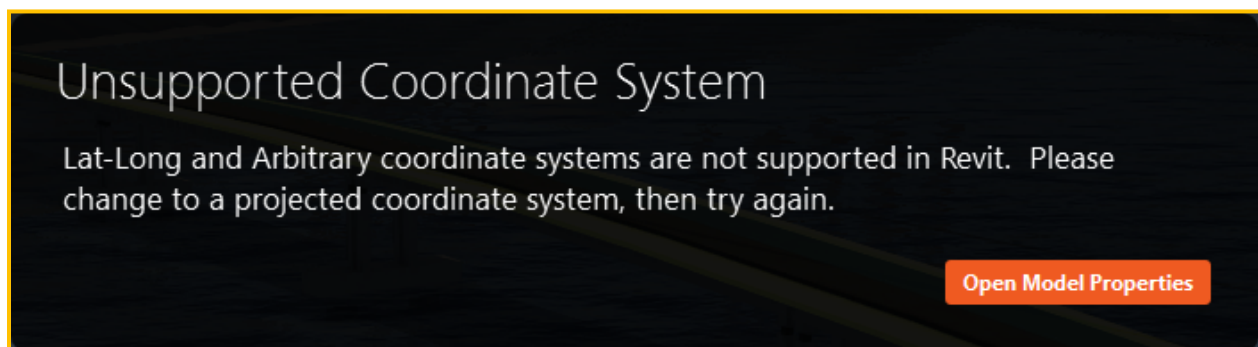 Unsupported Coordinate System
Lat-Long and Arbitrary coordinate systems are not supported in Revit.  Please
change to a projected coordinate system, then try again.
Open Model Properties